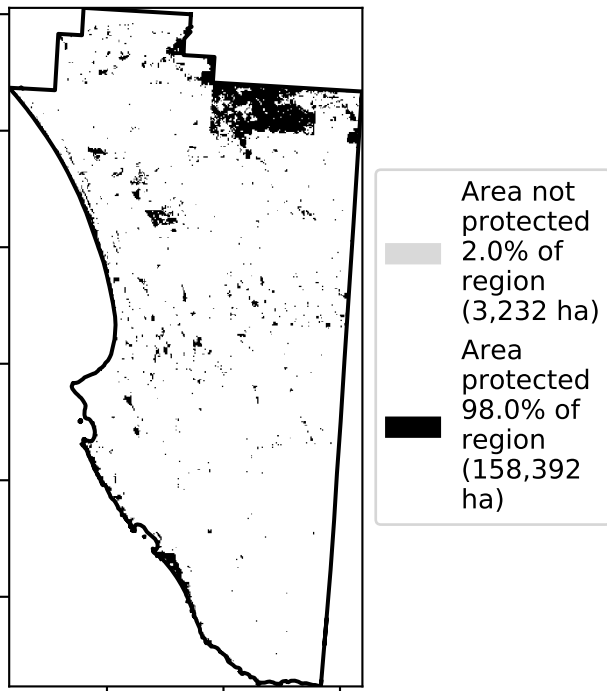 Area not
protected
2.0% of
region
(3,232 ha)
Area
protected
98.0% of
region
(158,392
ha)